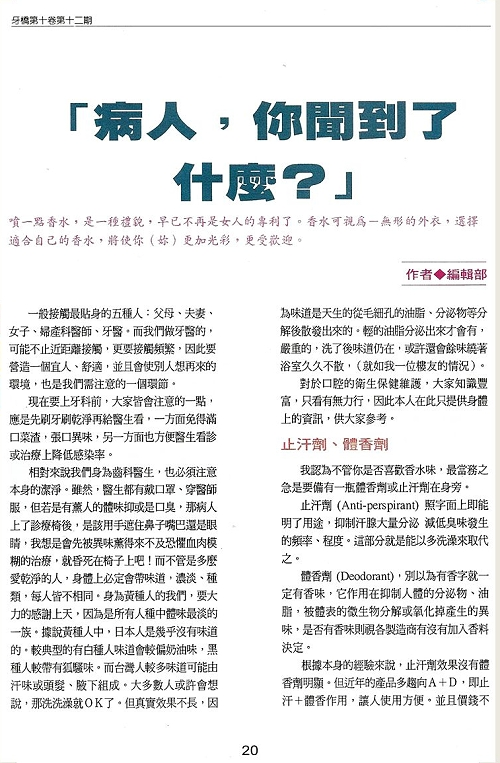 牙橋第十卷第十二期
「病人，你聞到了
什麼？」
噴一點香水，是一種禮貌，早已不再是女人的專利了。香水可視為一無形的外衣，選擇
適合自己的香水，將使你（妳）更加光彩，更受歡迎。
作者◆編輯部
一般接觸最貼身的五種人：父母、夫妻、
女子、婦產科醫師、牙醫。而我們做牙醫的，
可能不止近距離接觸，更要接觸頻繁，因此要
營造一個宜人、舒適，並且會使別人想再來的
環境，也是我們需注意的一個環節。
現在要上牙科前，大家皆會注意的一點，
應是先刷牙刷乾淨再給醫生看，一方面免得滿
口菜渣，張口異味，另一方面也方便醫生看診
或治療上降低感染率。
相對來說我們身為齒科醫生，也必須注意
本身的潔淨。雖然，醫生都有戴口罩、穿醫師
服，但若是有薰人的體味抑或是口臭，那病人
上了診療椅後，是該用手遮住鼻子嘴巴還是眼
睛，我想是會先被異味薰得來不及恐懼血肉模
糊的治療，就昏死在椅子上吧！而不管是多麼
愛乾淨的人，身體上必定會帶味道，濃淡、種
類，每人皆不相同。身為黃種人的我們，要大
力的感謝上天，因為是所有人種中體味最淡的
一族。據說黃種人中，日本人是幾乎沒有味道
的。較典型的有白種人味道會較偏奶油味，黑
種人較帶有狐騷味。而台灣人較多味道可能由
汗味或頭髮、腋下組成。大多數人或許會想
說，那洗洗澡就ＯＫ了。但真實效果不長，因
為味道是天生的從毛細孔的油脂、分泌物等分
解後散發出來的。輕的油脂分泌出來才會有，
嚴重的，洗了後味道仍在，或許還會餘味繞著
浴室久久不散，（就如我一位樓友的情況）。
對於口腔的衛生保健維護，大家知識豐
富，只看有無力行，因此本人在此只提供身體
上的資訊，供大家參考。
止汗劑、體香劑
我認為不管你是否喜歡香水味，最當務之
急是要備有一瓶體香劑或止汗劑在身旁。
止汗劑 (Anti-perspirant) 照字面上即能
明了用途，抑制汗腺大量分泌 減低臭味發生
的頻率、程度。這部分就是能以多洗澡來取代
之。
體香劑 (Deodorant)，別以為有香字就一
定有香味，它作用在抑制人體的分泌物、油
脂，被體表的微生物分解或氧化掉產生的異
味，是否有香味則視各製造商有沒有加入香料
決定。
根據本身的經驗來說，止汗劑效果沒有體
香劑明顯。但近年的產品多趨向Ａ＋Ｄ，即止
汗＋體香作用，讓人使用方便。並且價錢不
20